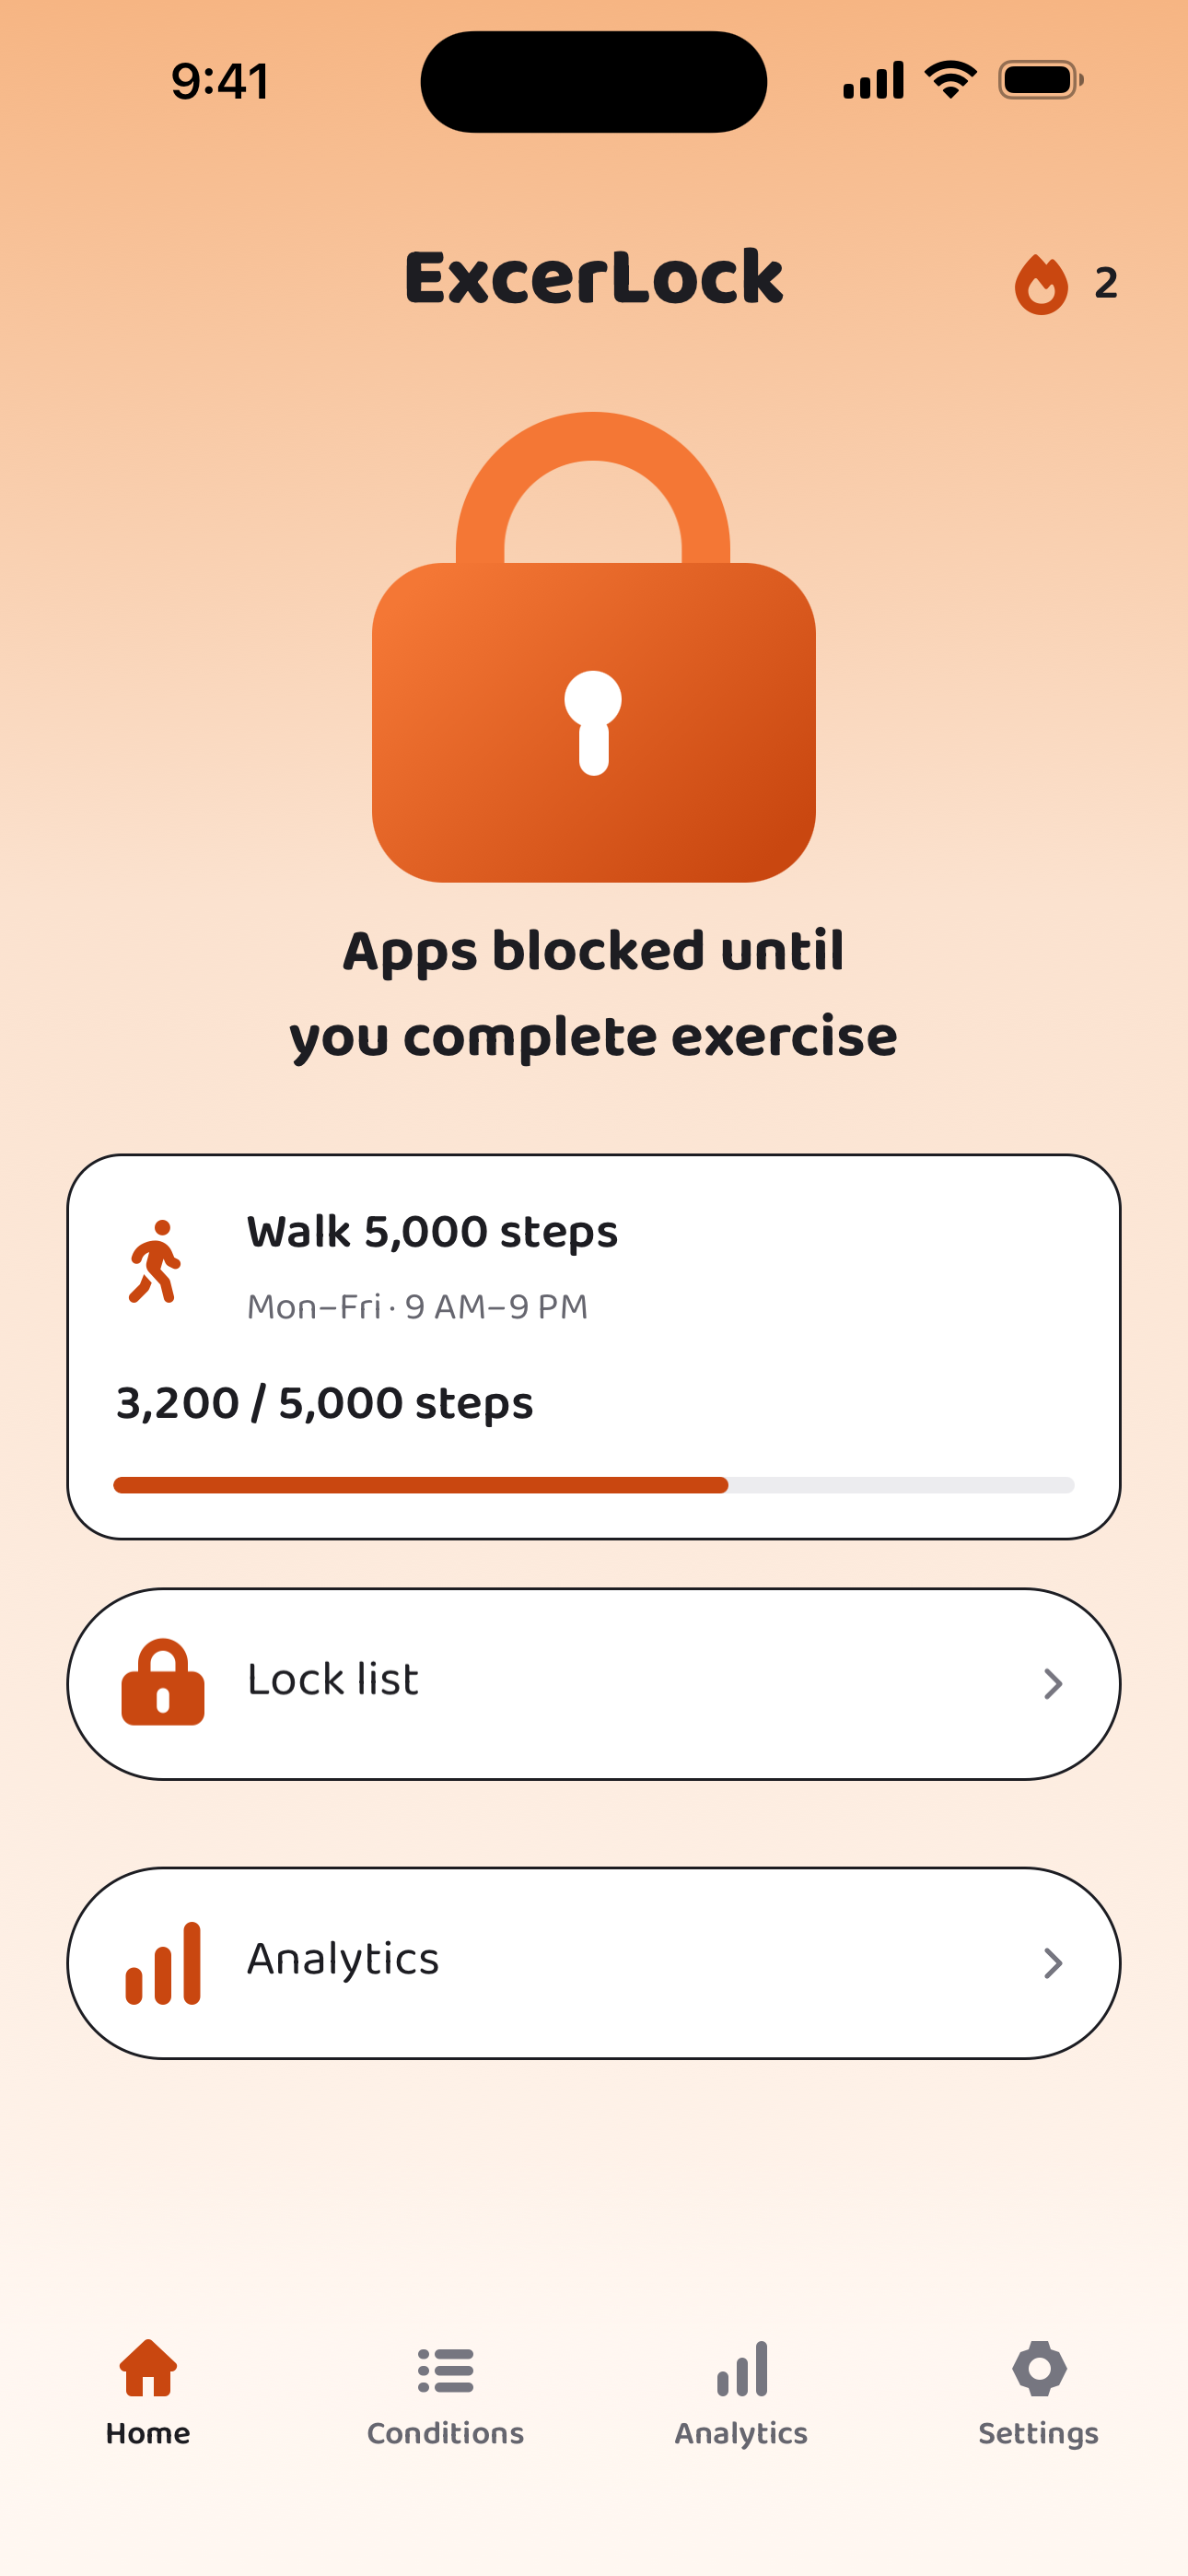 9:41
ExcerLock
2
Apps blocked until
you complete exercise
Walk 5,000 steps
Mon–Fri · 9 AM–9 PM
3,200 / 5,000 steps
Lock list
Analytics
Home
Conditions
Analytics
Settings